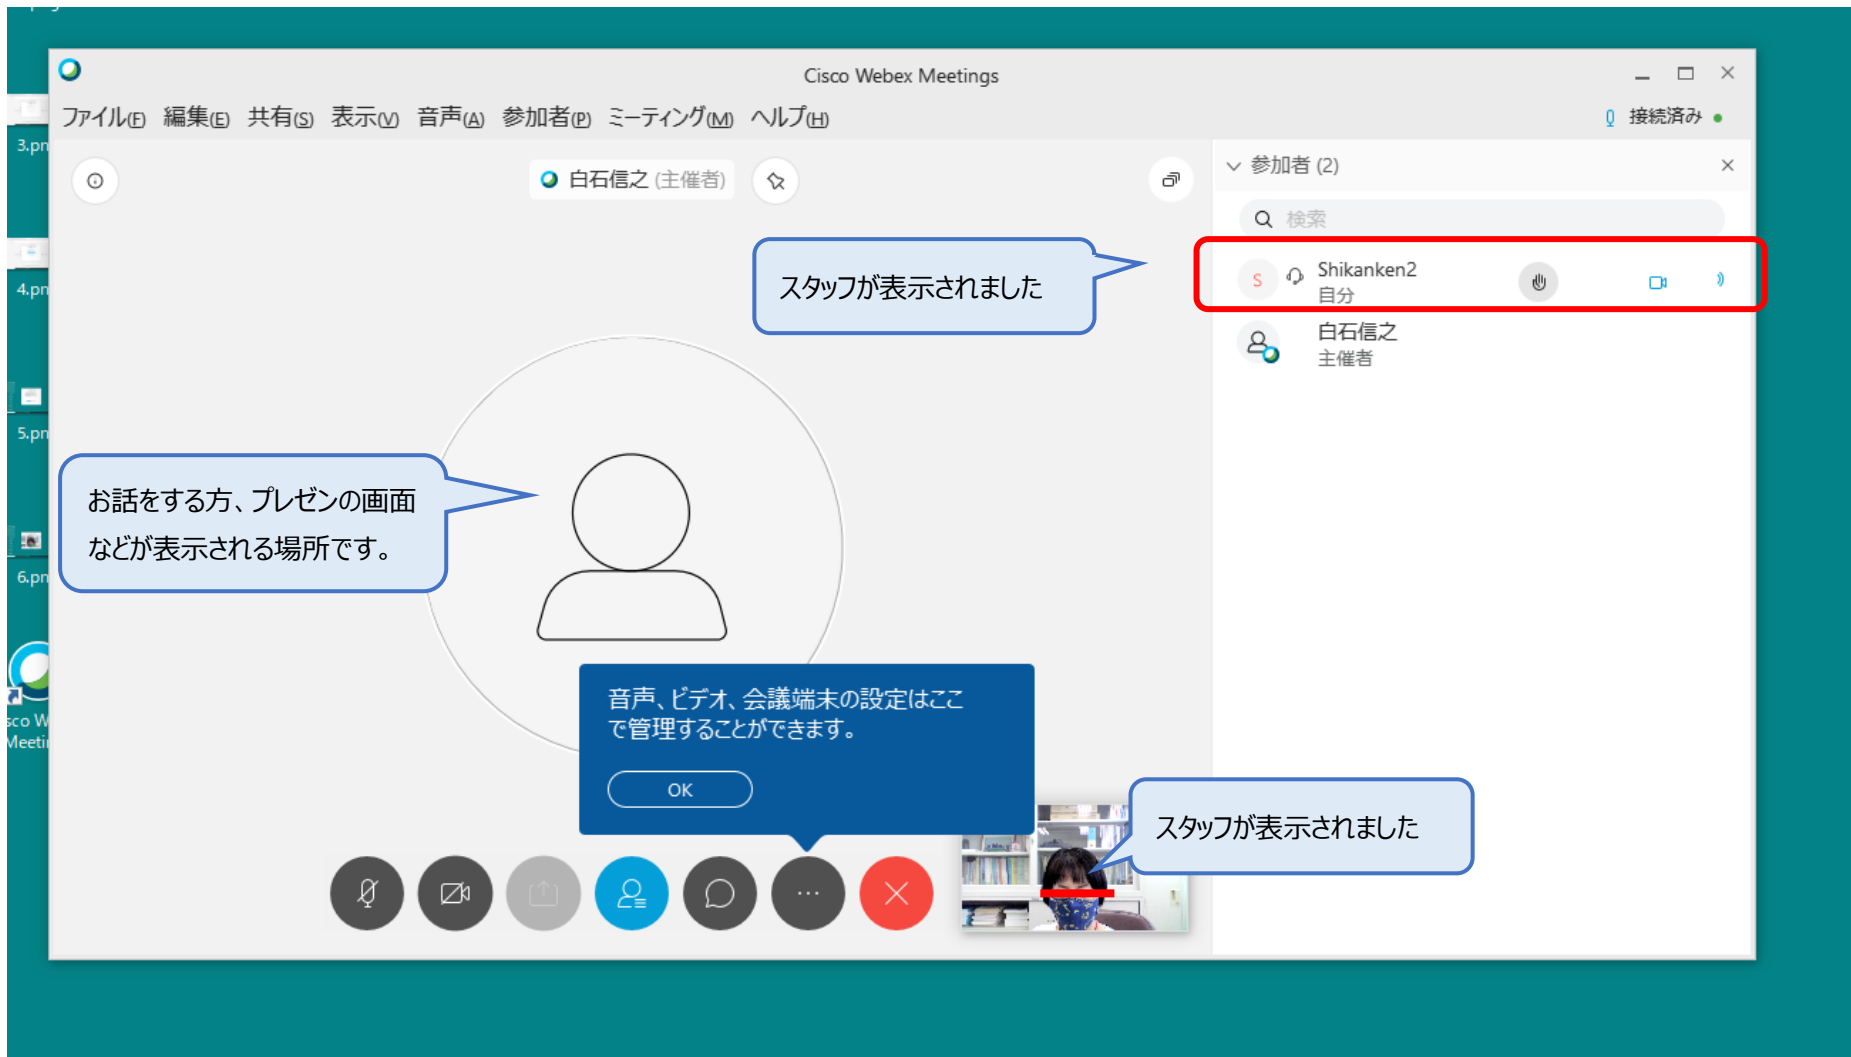 Cisco Webex Meetings
ファイル(F) 編集(E) 共有(S) 表示(V) 音声(A) 参加者(P) ミーティング(M) ヘルプ(H)
接続済み
白石信之 (主催者)
参加者 (2)
検索
スタッフが表示されました
S
Shikanken2
自分
白石信之
主催者
お話をする方、プレゼンの画面
などが表示される場所です。
音声、ビデオ、会議端末の設定はここ
で管理することができます。
OK
スタッフが表示されました
3.pn
4.pn
5.pn
6.pn
sco W
Meeti